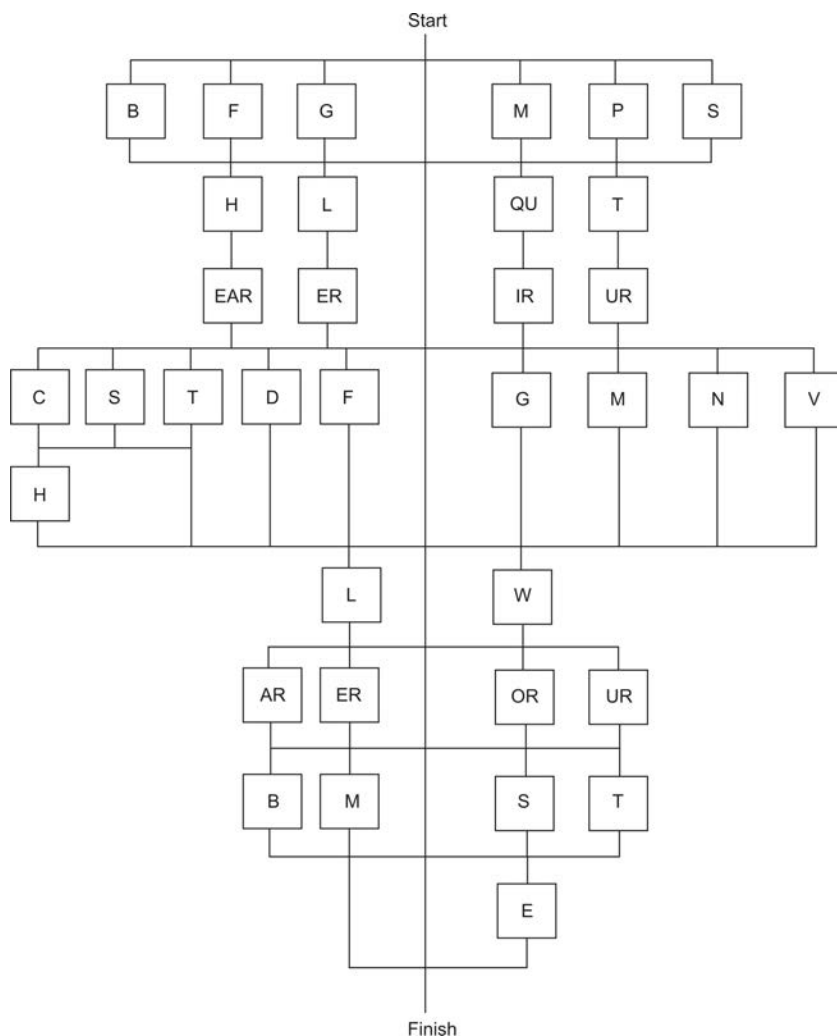 Start
B F G M P S
H L QU T
EAR ER IR UR
C S T D F G M N V
H
L W
AR ER OR UR
B M S T
E
Finish